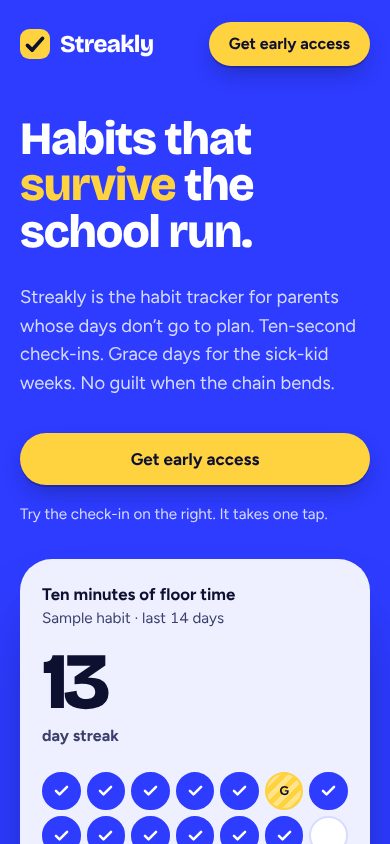 Streakly
Get early access
Habits that
survive the
school run.
Streakly is the habit tracker for parents
whose days don’t go to plan. Ten-second
check-ins. Grace days for the sick-kid
weeks. No guilt when the chain bends.
Get early access
Try the check-in on the right. It takes one tap.
Ten minutes of floor time
Sample habit · last 14 days
13
day streak
G